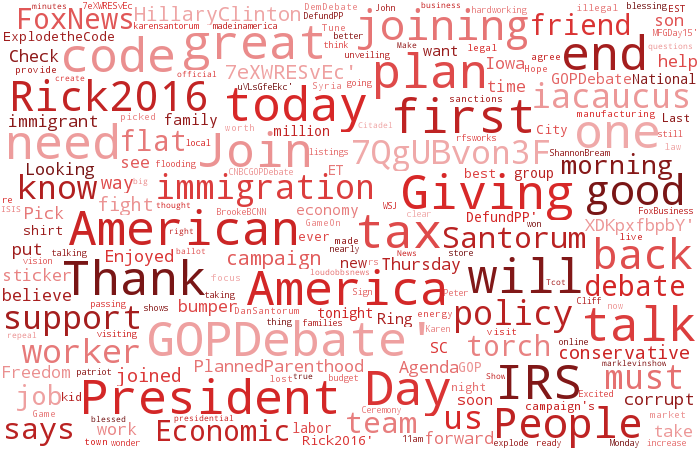 minutes 7eXWRESvEc madeinamerica HillaryClinton DemDebate John business hardworking illegal blessing EST
FoxNews karensantorum DefundPP Tune better think joining friend son MFGDay15'
ExplodetheCode great unveiling Make want legal agree end questions
Check code official 7eXWRESvEc' going plan Iowa Hope GOPDebate National help
provide create uVLsGfeEkc' Syria time
Rick2016 today sanctions first iacaucus
immigrant picked family worth million manufacturing Last
need flat local Join Citadel rfsworks City one still
see flooding listings 7QgUBvon3F law
Looking CNBCGOPDebate ET best group ShannonBream morning
know way big immigration Giving good
re ISIS fight thought BrookeBCNN economy WSJ FoxBusiness
Pick American GameOn clear DefundPP' won XDKpxfbppY'
shirt right ever tax Santorum live
put talking Enjoyed ballot made nearly News store back
vision Thank campaign new rs Thursday will
sticker focus loudobbsnews America Peter Tcot debate
believe taking bumper DanSantorum Sign energy Cliff now
support passing shows tonight Ring policy talk
visiting thing families Karen visit
repeal worker GOPDebate SC torch online conservative
Freedom patriot joined PlannedParenthood Agenda GOP marklevinshow
job kid lost true budget night Show IRS Excited must
Game blessed President Day soon campaign's corrupt
says work presidential Ceremony team us People market take
town wonder Economic labor Rick2016' 11am forward explode ready Monday increase